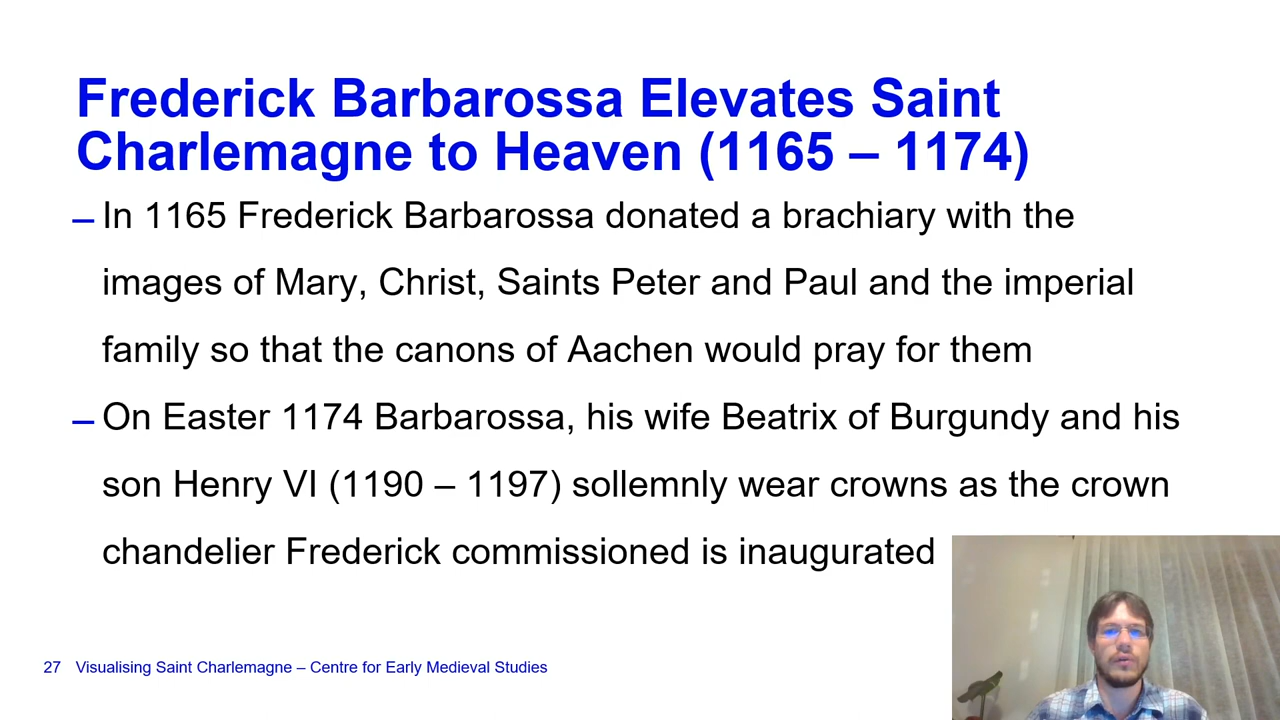 Frederick Barbarossa Elevates Saint
Charlemagne to Heaven (1165 – 1174)
– In 1165 Frederick Barbarossa donated a brachiary with the
images of Mary, Christ, Saints Peter and Paul and the imperial
family so that the canons of Aachen would pray for them
– On Easter 1174 Barbarossa, his wife Beatrix of Burgundy and his
son Henry VI (1190 – 1197) sollemnly wear crowns as the crown
chandelier Frederick commissioned is inaugurated
27 Visualising Saint Charlemagne – Centre for Early Medieval Studies